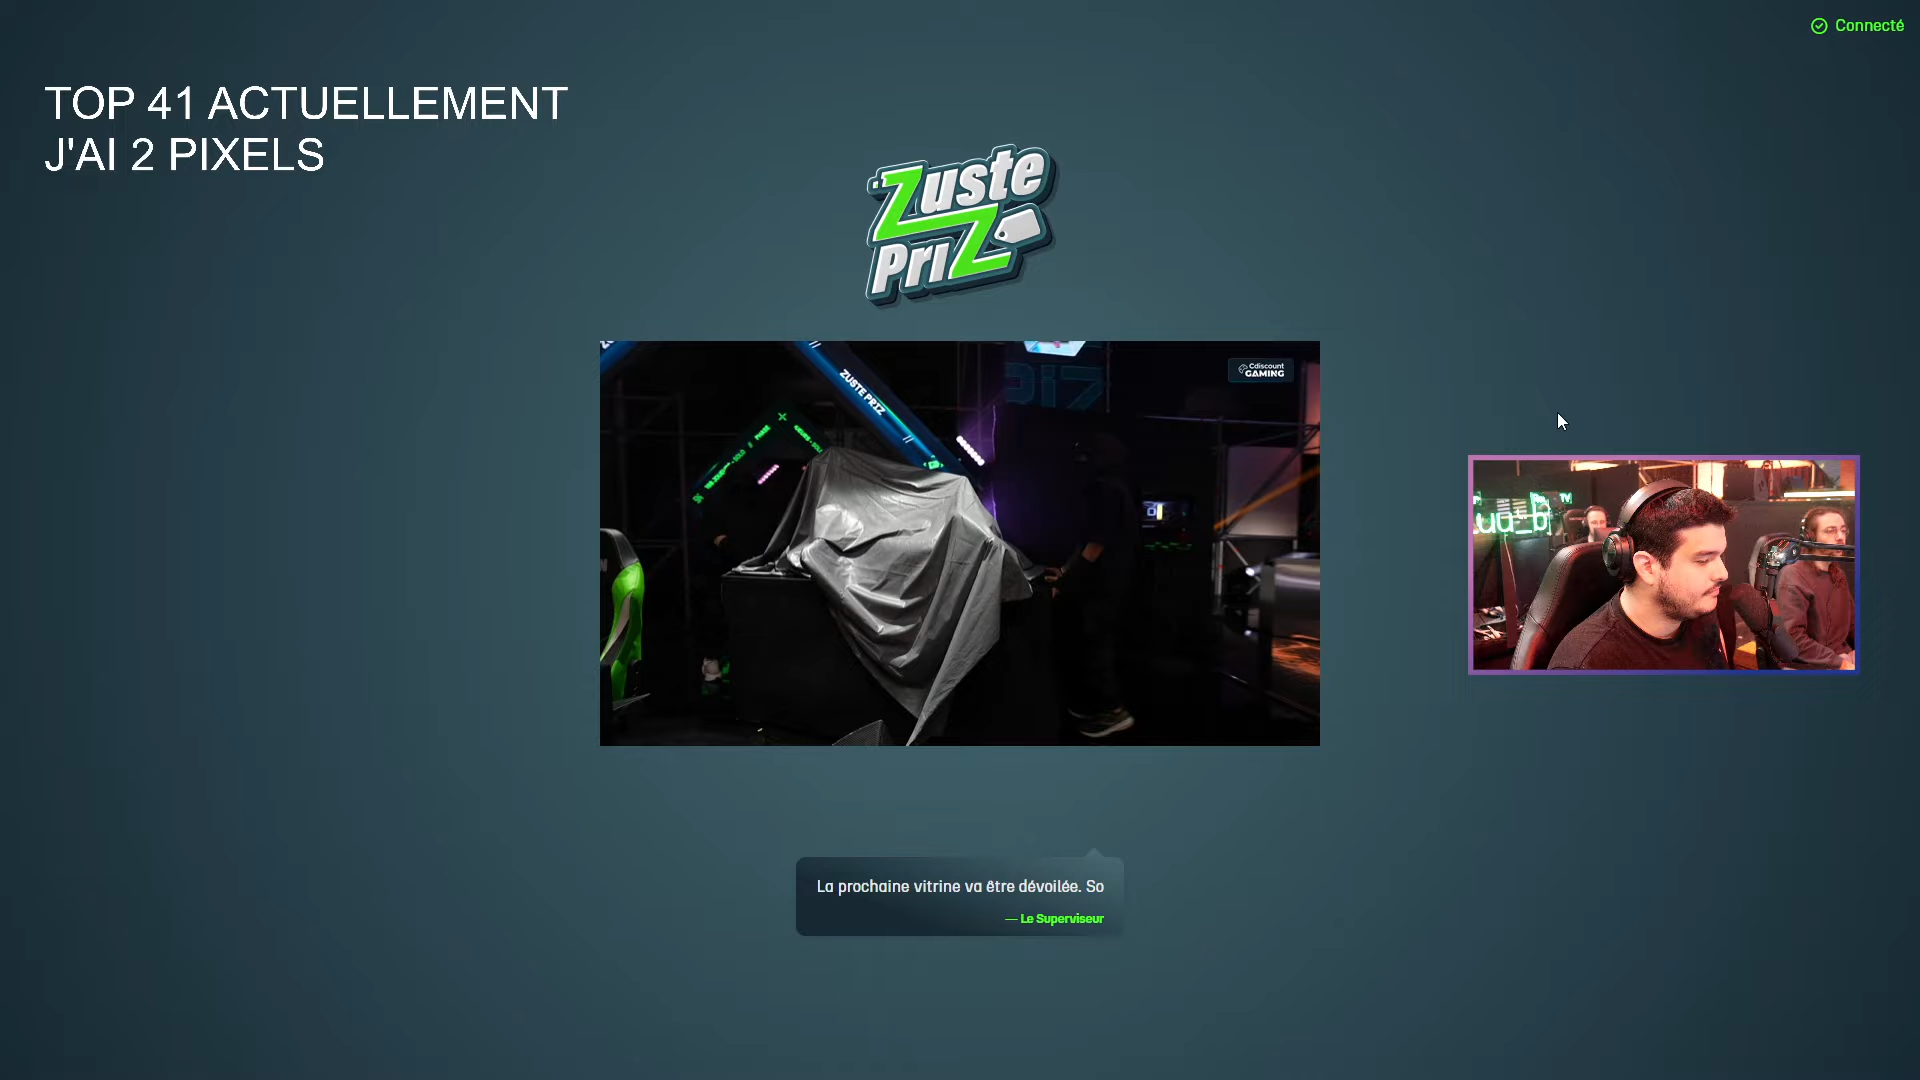 Connecté
TOP 41 ACTUELLEMENT
J'AI 2 PIXELS
Zuste
PriZ
ZUSTE PRIZ
Cdiscount
GAMING
La prochaine vitrine va être dévoilée. So
— Le Superviseur